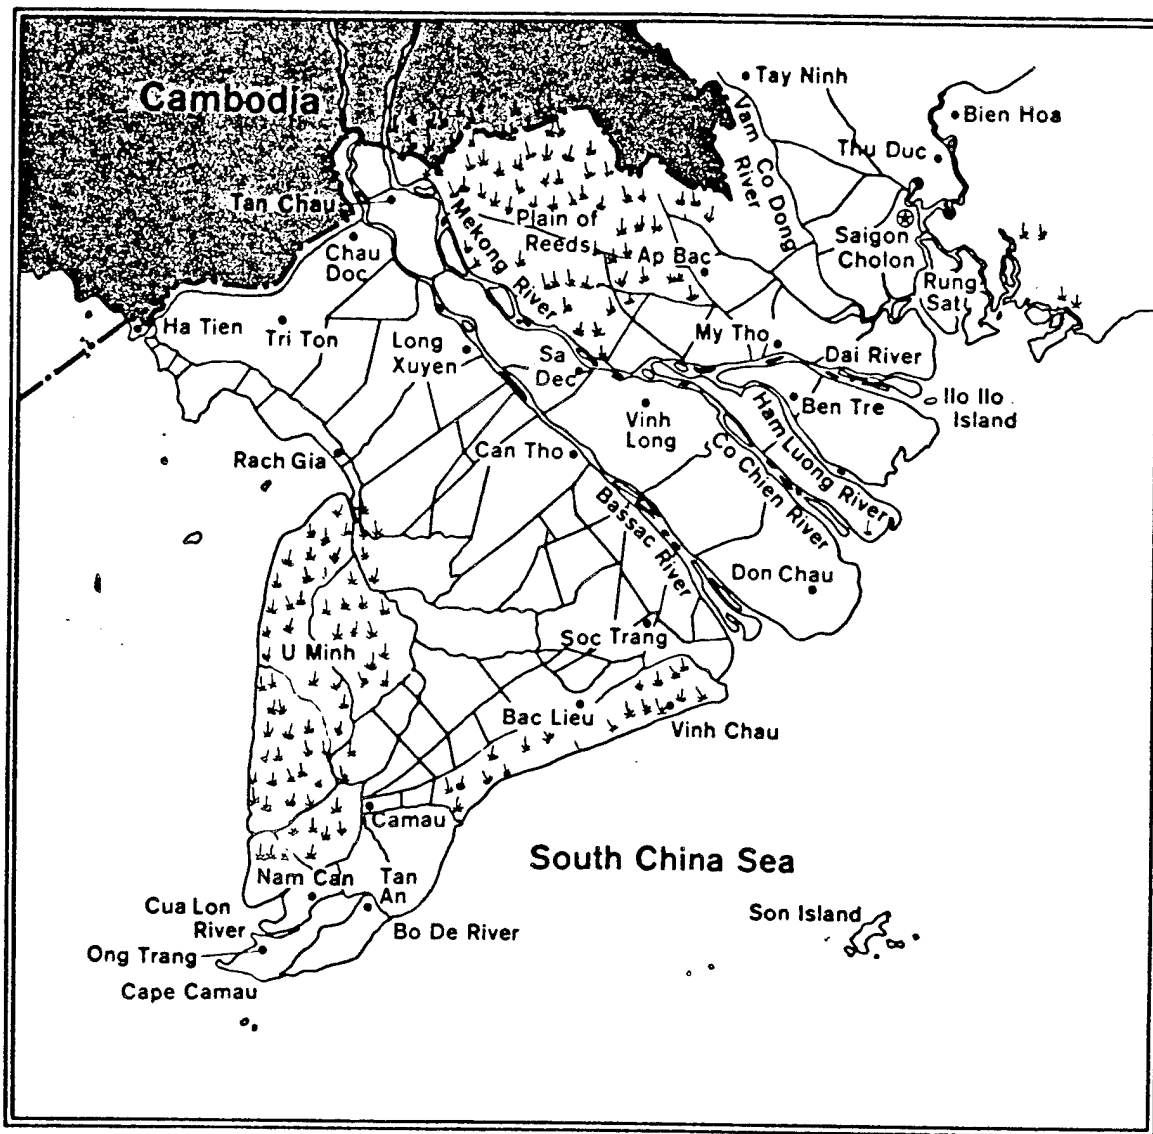 Tay Ninh
Cambodia
Bien Hoa
Vam Co Dong
River
Thu Duc
Tan Chau
Mekong River
Plain of
Reeds
Saigon
Cholon
Chau
Doc
Ap Bac
Rung
Sat
Ha Tien
Tri Ton
Long
Xuyen
My Tho
Sa
Dec
Dai River
Ilo Ilo
Island
Ben Tre
Vinh
Long
Ham Luong River
Co Chien River
Rach Gia
Can Tho
Bassac River
Don Chau
Soc Trang
U Minh
Bac Lieu
Vinh Chau
Camau
South China Sea
Nam Can
Tan
An
Cua Lon
River
Bo De River
Son Island
Ong Trang
Cape Camau